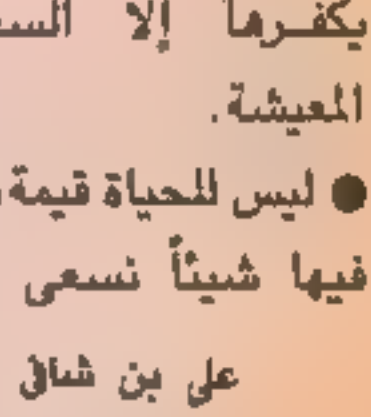 يكفرها إلا
المعيشة.
● ليس للحياة قيمة
فيها شيئاً نسعى
على بن شاق